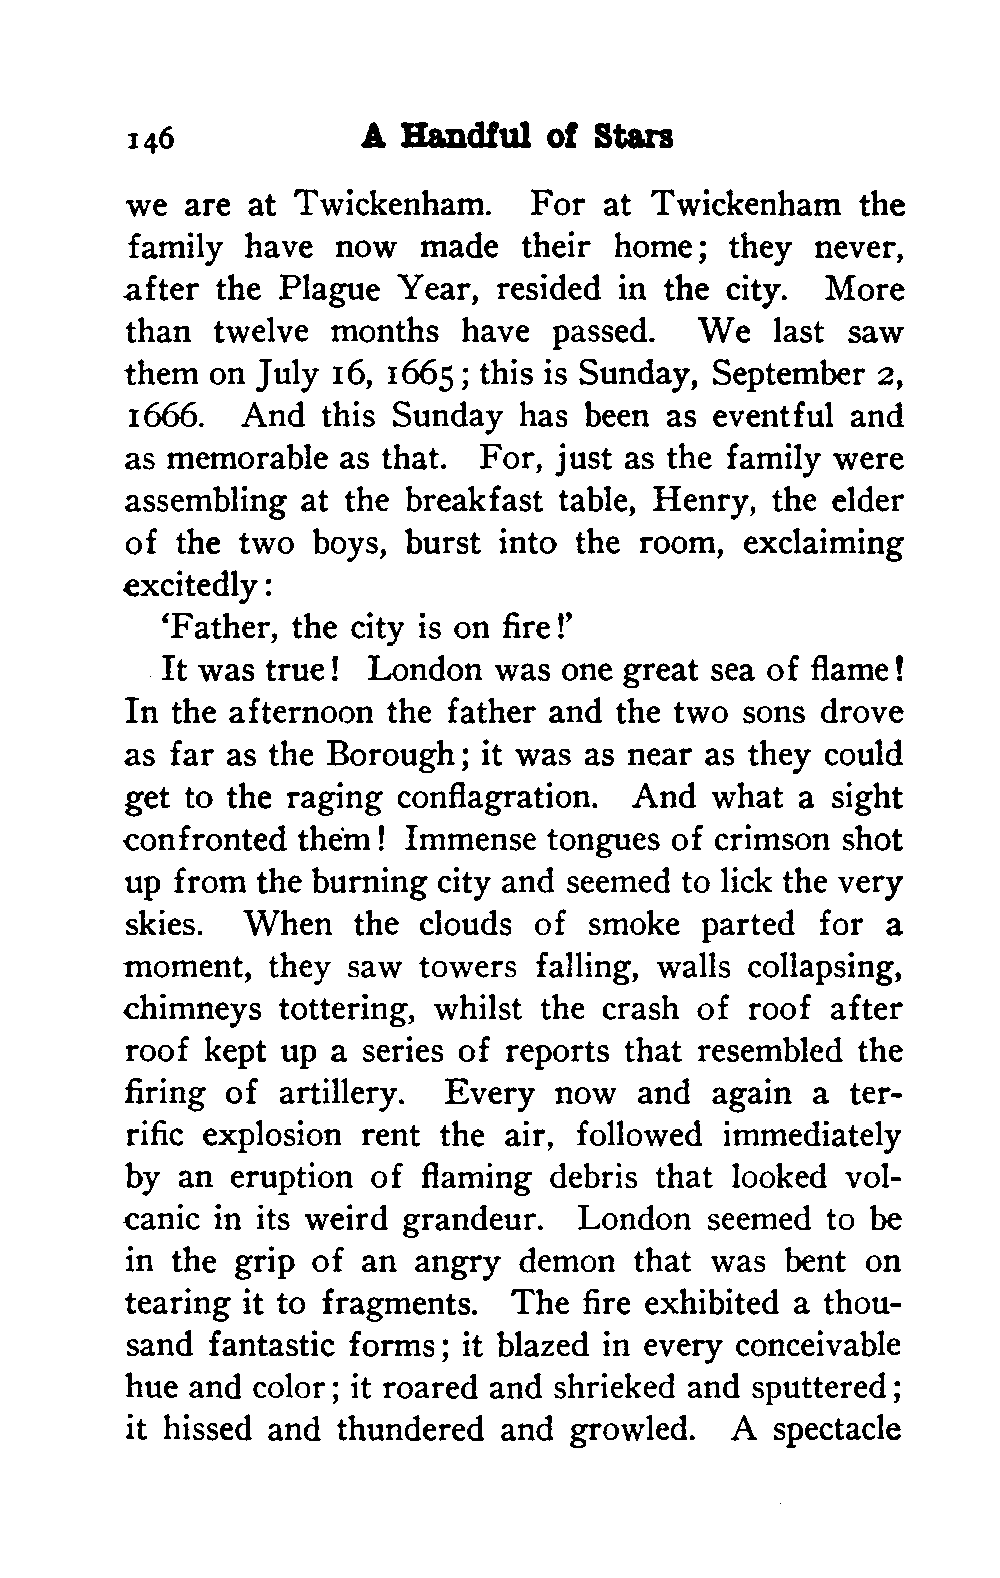 146 A Handful of Stars
we are at Twickenham. For at Twickenham the
family have now made their home; they never,
after the Plague Year, resided in the city. More
than twelve months have passed. We last saw
them on July 16, 1665; this is Sunday, September 2,
1666. And this Sunday has been as eventful and
as memorable as that. For, just as the family were
assembling at the breakfast table, Henry, the elder
of the two boys, burst into the room, exclaiming
excitedly:
‘Father, the city is on fire!’
It was true! London was one great sea of flame!
In the afternoon the father and the two sons drove
as far as the Borough; it was as near as they could
get to the raging conflagration. And what a sight
confronted them! Immense tongues of crimson shot
up from the burning city and seemed to lick the very
skies. When the clouds of smoke parted for a
moment, they saw towers falling, walls collapsing,
chimneys tottering, whilst the crash of roof after
roof kept up a series of reports that resembled the
firing of artillery. Every now and again a ter-
rific explosion rent the air, followed immediately
by an eruption of flaming debris that looked vol-
canic in its weird grandeur. London seemed to be
in the grip of an angry demon that was bent on
tearing it to fragments. The fire exhibited a thou-
sand fantastic forms; it blazed in every conceivable
hue and color; it roared and shrieked and sputtered;
it hissed and thundered and growled. A spectacle